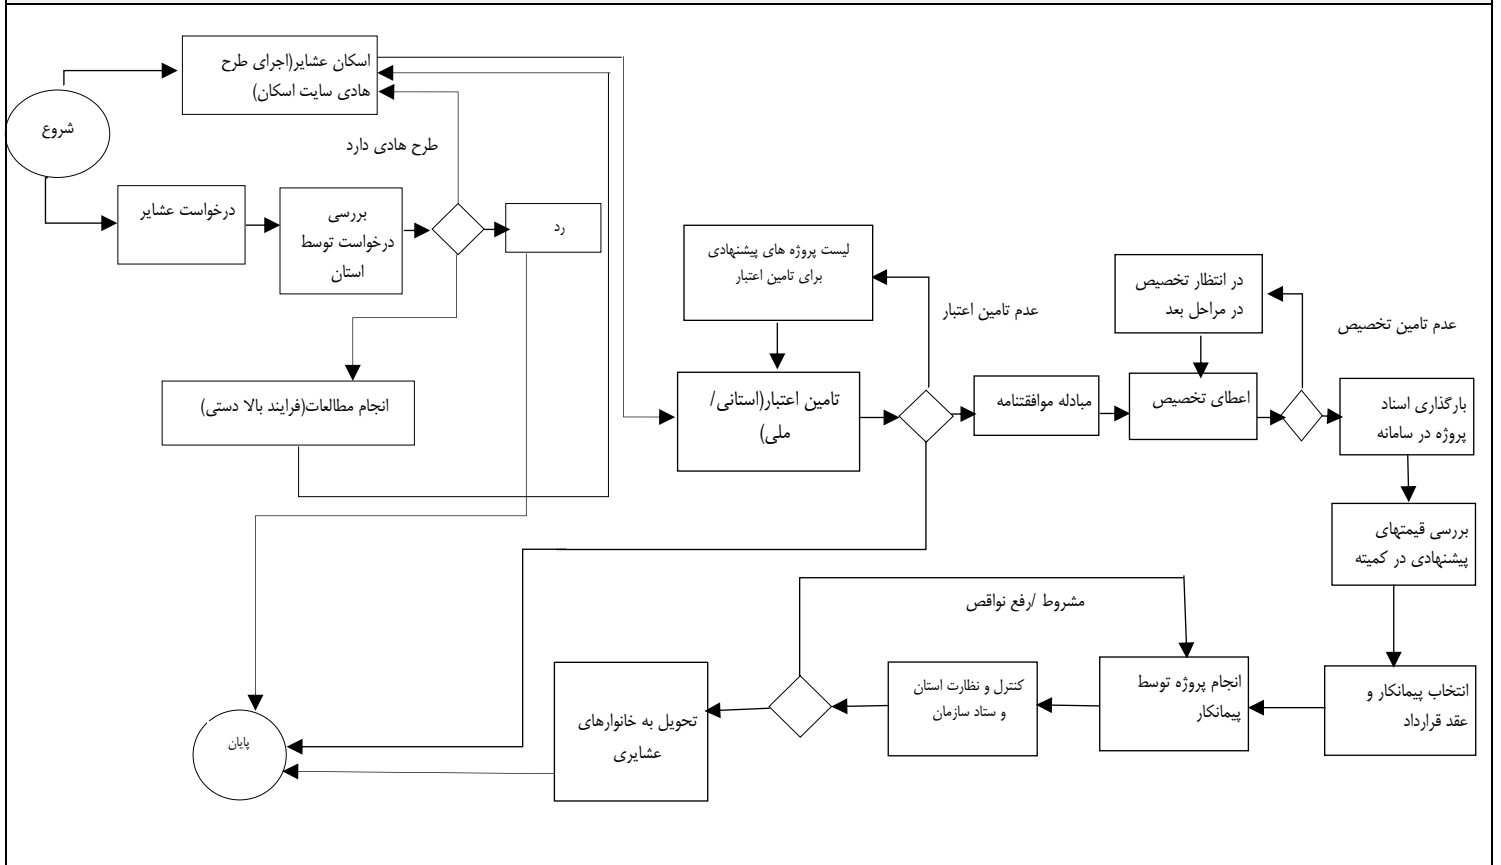 اسکان عشایر(اجرای طرح
هادی سایت اسکان)
شروع
طرح هادی دارد
درخواست عشایر
بررسی
درخواست توسط
استان
رد
لیست پروژه های پیشنهادی
برای تامین اعتبار
عدم تامین اعتبار
در انتظار تخصیص
در مراحل بعد
عدم تامین تخصیص
انجام مطالعات(فرایند بالا دستی)
تامین اعتبار(استانی/
ملی)
مبادله موافقتنامه
اعطای تخصیص
بارگذاری اسناد
پروژه در سامانه
بررسی قیمتهای
پیشنهادی در کمیته
مشروط /رفع نواقص
انتخاب پیمانکار و
عقد قرارداد
انجام پروژه توسط
پیمانکار
کنترل و نظارت استان
و ستاد سازمان
تحویل به خانوارهای
عشایری
پایان